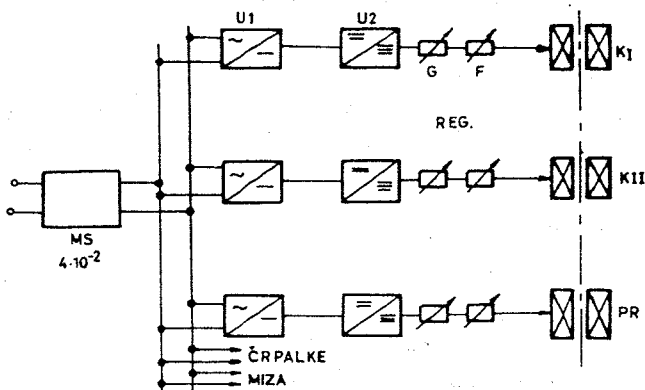 U1
U2
G
F
KI
REG.
KII
MS
4·10⁻²
PR
ČRPALKE
MIZA